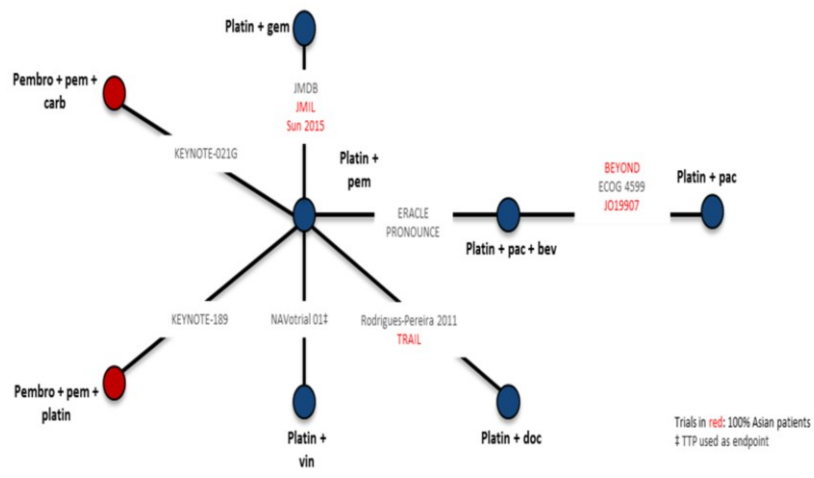 Platin + gem
Pembro + pem +
carb
JMDB
JMIL
Sun 2015
KEYNOTE-021G
Platin +
pem
BEYOND
ECOG 4599
JO19907
Platin + pac
ERACLE
PRONOUNCE
Platin + pac + bev
KEYNOTE-189
NAVotrial 01‡
Rodrigues-Pereira 2011
TRAIL
Pembro + pem +
platin
Platin +
vin
Platin + doc
Trials in red: 100% Asian patients
‡ TTP used as endpoint